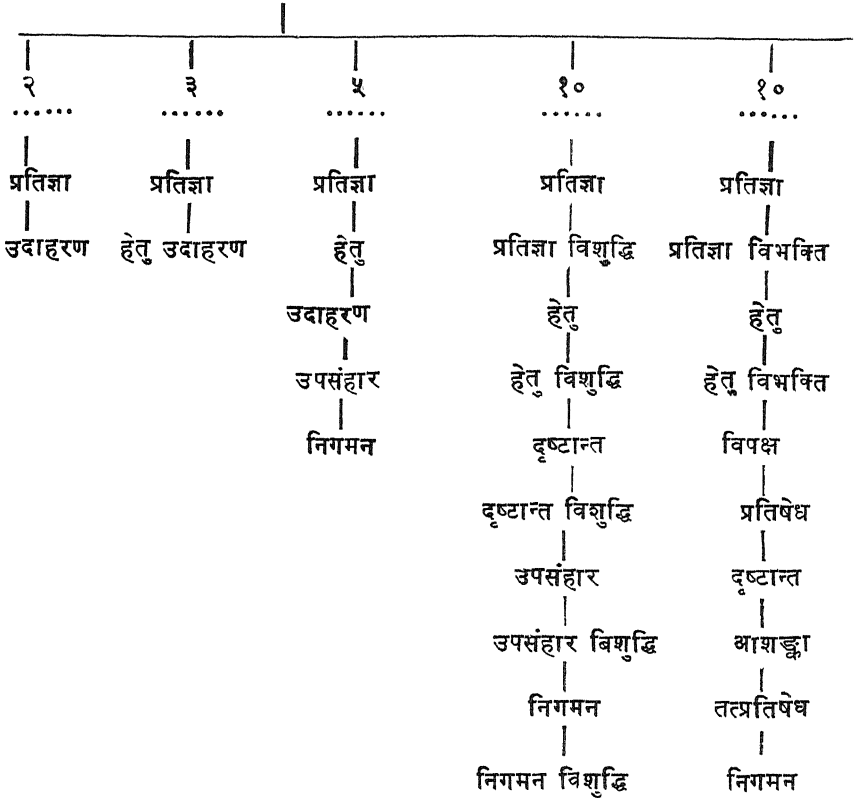 २ ३ ५ १० १०
...... ...... ...... ...... ......
प्रतिज्ञा प्रतिज्ञा प्रतिज्ञा प्रतिज्ञा प्रतिज्ञा
उदाहरण हेतु उदाहरण हेतु प्रतिज्ञा विशुद्धि प्रतिज्ञा विभक्ति
उदाहरण हेतु हेतु
उपसंहार हेतु विशुद्धि हेतु विभक्ति
निगमन दृष्टान्त विपक्ष
दृष्टान्त विशुद्धि प्रतिषेध
उपसंहार दृष्टान्त
उपसंहार बिशुद्धि आशङ्का
निगमन तत्प्रतिषेध
निगमन विशुद्धि निगमन